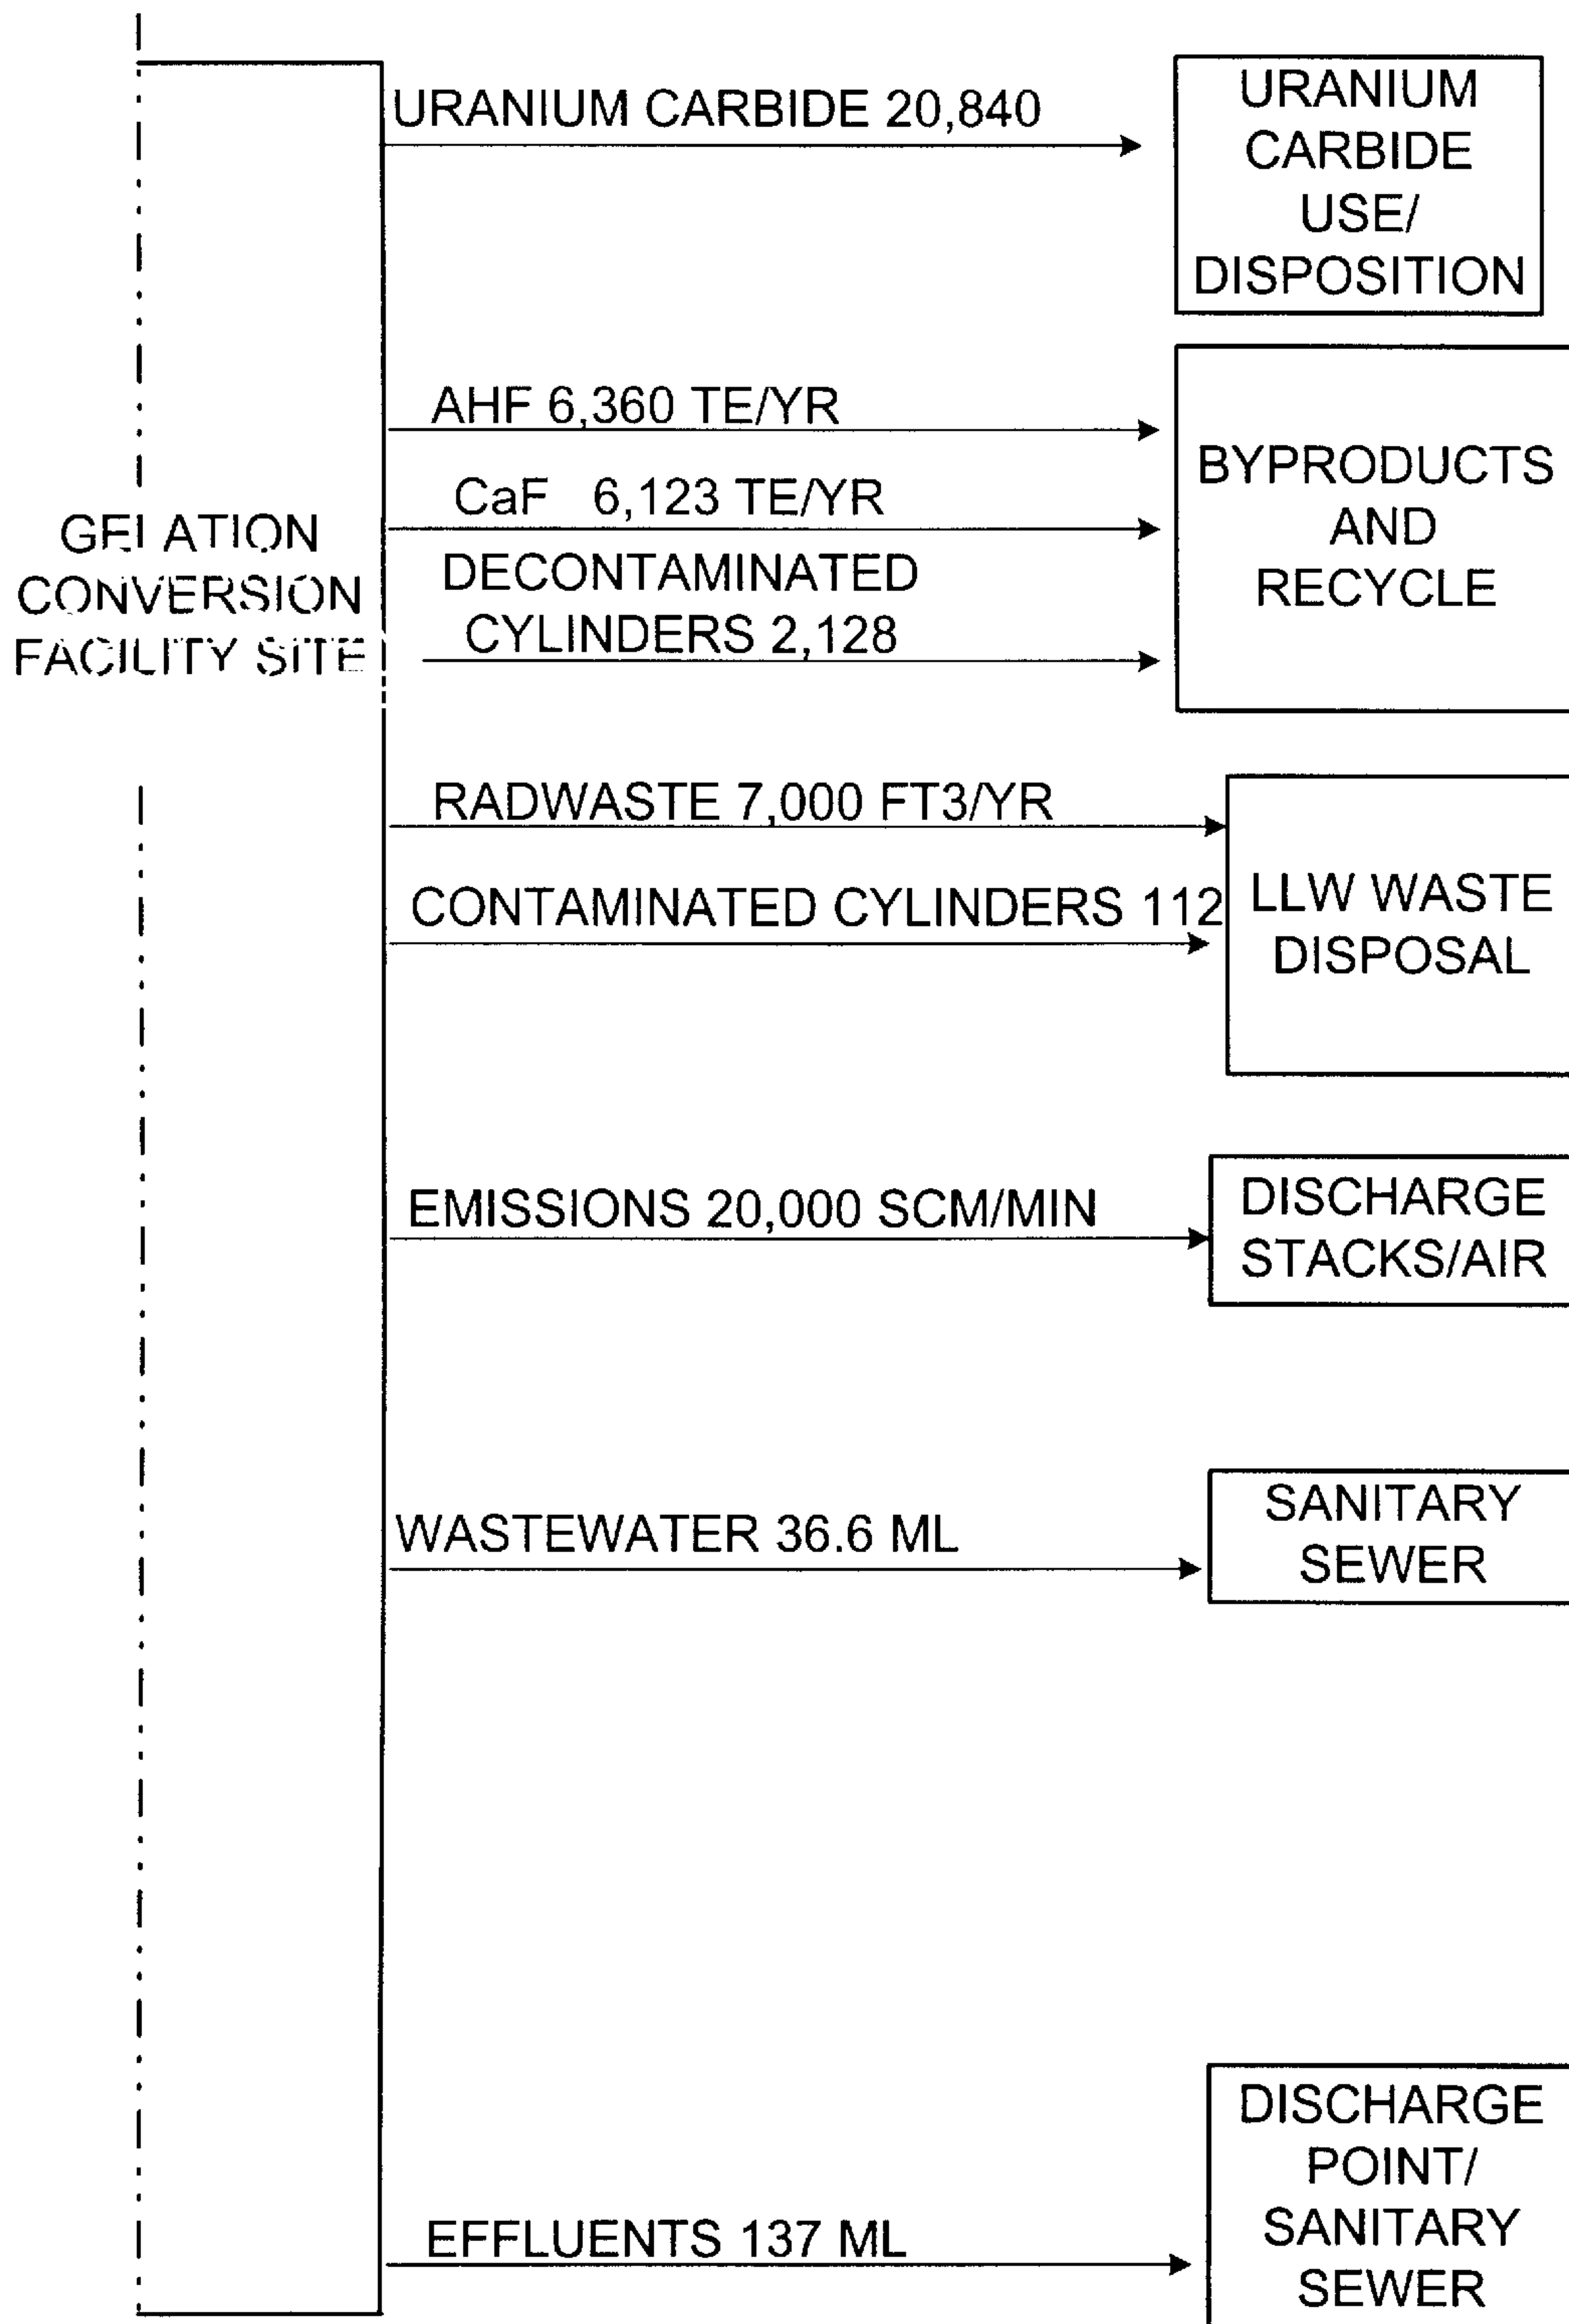 URANIUM CARBIDE 20,840
URANIUM
CARBIDE
USE/
DISPOSITION
AHF 6,360 TE/YR
CaF 6,123 TE/YR
DECONTAMINATED
CYLINDERS 2,128
BYPRODUCTS
AND
RECYCLE
GELATION
CONVERSION
FACILITY SITE
RADWASTE 7,000 FT3/YR
CONTAMINATED CYLINDERS 112
LLW WASTE
DISPOSAL
EMISSIONS 20,000 SCM/MIN
DISCHARGE
STACKS/AIR
WASTEWATER 36.6 ML
SANITARY
SEWER
EFFLUENTS 137 ML
DISCHARGE
POINT/
SANITARY
SEWER